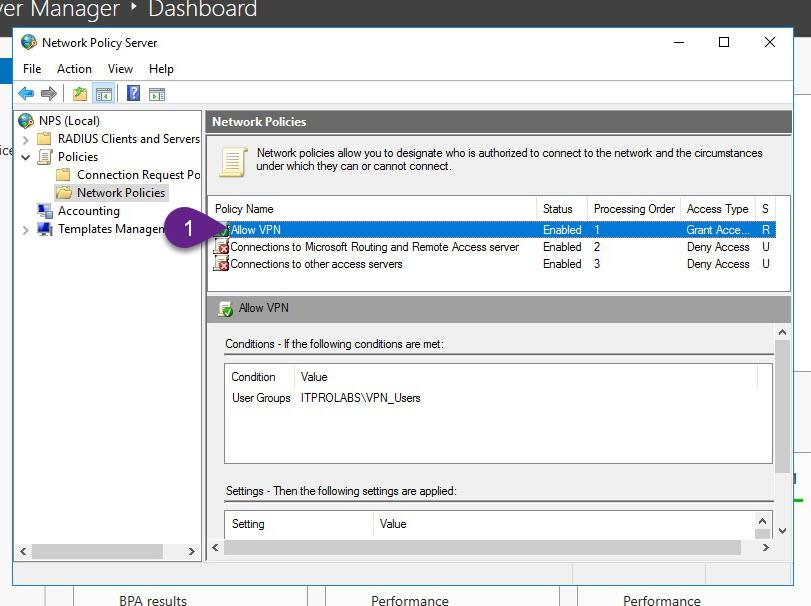 ver Manager ‣ Dashboard
Network Policy Server
File Action View Help
NPS (Local)
RADIUS Clients and Servers
Policies
Connection Request Po
Network Policies
Accounting
Templates Managem
1
Network Policies
Network policies allow you to designate who is authorized to connect to the network and the circumstances
under which they can or cannot connect.
Policy Name Status Processing Order Access Type S
Allow VPN Enabled 1 Grant Acce... R
Connections to Microsoft Routing and Remote Access server Enabled 2 Deny Access U
Connections to other access servers Enabled 3 Deny Access U
Allow VPN
Conditions - If the following conditions are met:
Condition Value
User Groups ITPROLABS\VPN_Users
Settings - Then the following settings are applied:
Setting Value
BPA results Performance Performance